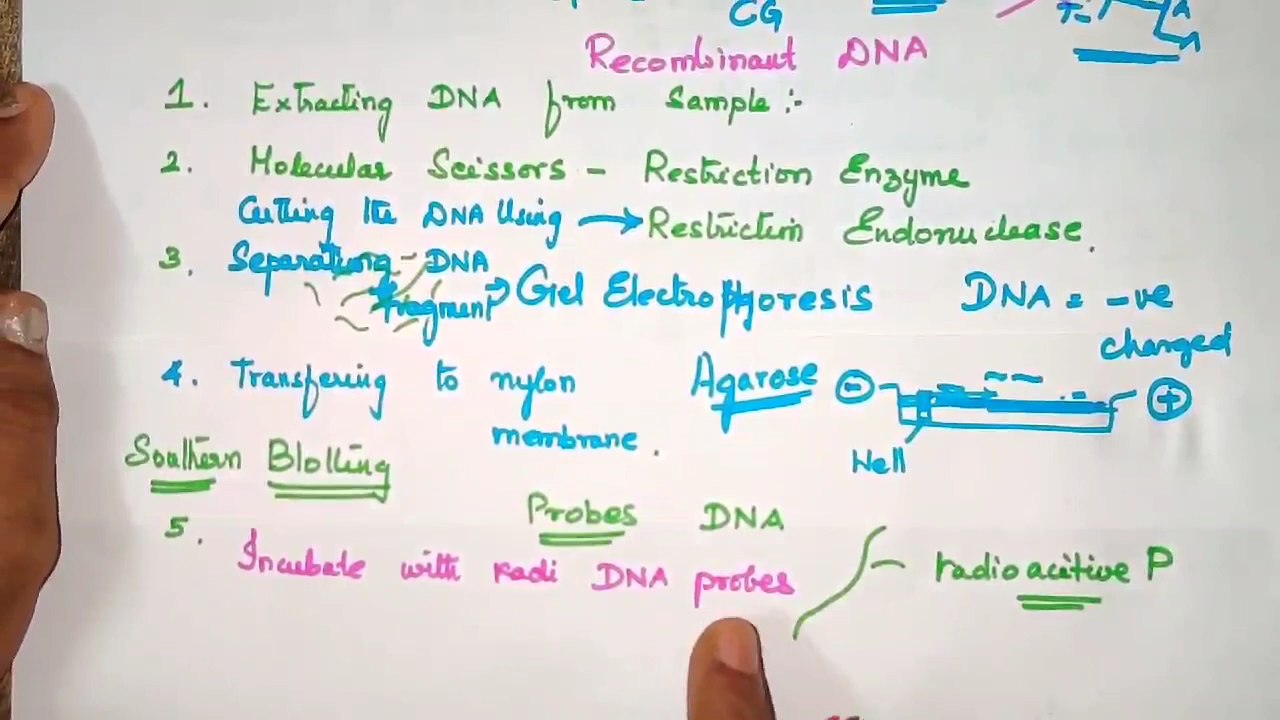 CG
T= A
Recombinant DNA
1. Extracting DNA from Sample :-
2. Molecular Scissors - Restriction Enzyme
Cutting the DNA Using → Restriction Endonuclease.
3. Separating - DNA
fragment → Gel Electrophoresis DNA = -ve
charged
4. Transfering to nylon Agarose - +
membrane.
Well
Southern Blotting
Probes DNA
5. Incubate with radi DNA probes - radioacitive P